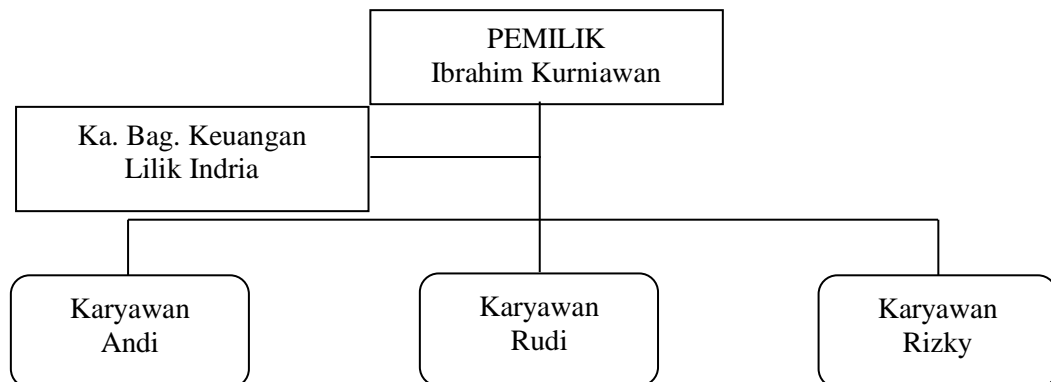 PEMILIK
Ibrahim Kurniawan
Ka. Bag. Keuangan
Lilik Indria
Karyawan
Andi
Karyawan
Rudi
Karyawan
Rizky